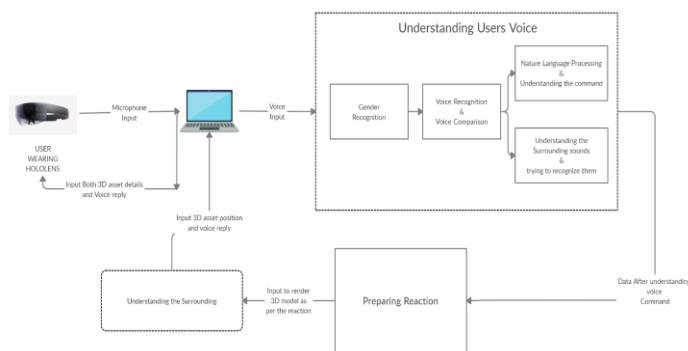 Understanding Users Voice
Nature Language Processing
&
Understanding the command
Gender
Recognition
Voice Recognition
&
Voice Comparison
Understanding the
Surrounding sounds
&
trying to recognize them
Microphone
Input
Voice
Input
USER
WEARING
HOLOLENS
Input Both 3D asset details
and Voice reply
Input 3D asset position
and voice reply
Understanding the Surrounding
Input to render
3D model as
per the reaction
Preparing Reaction
Data After understanding
voice
Command